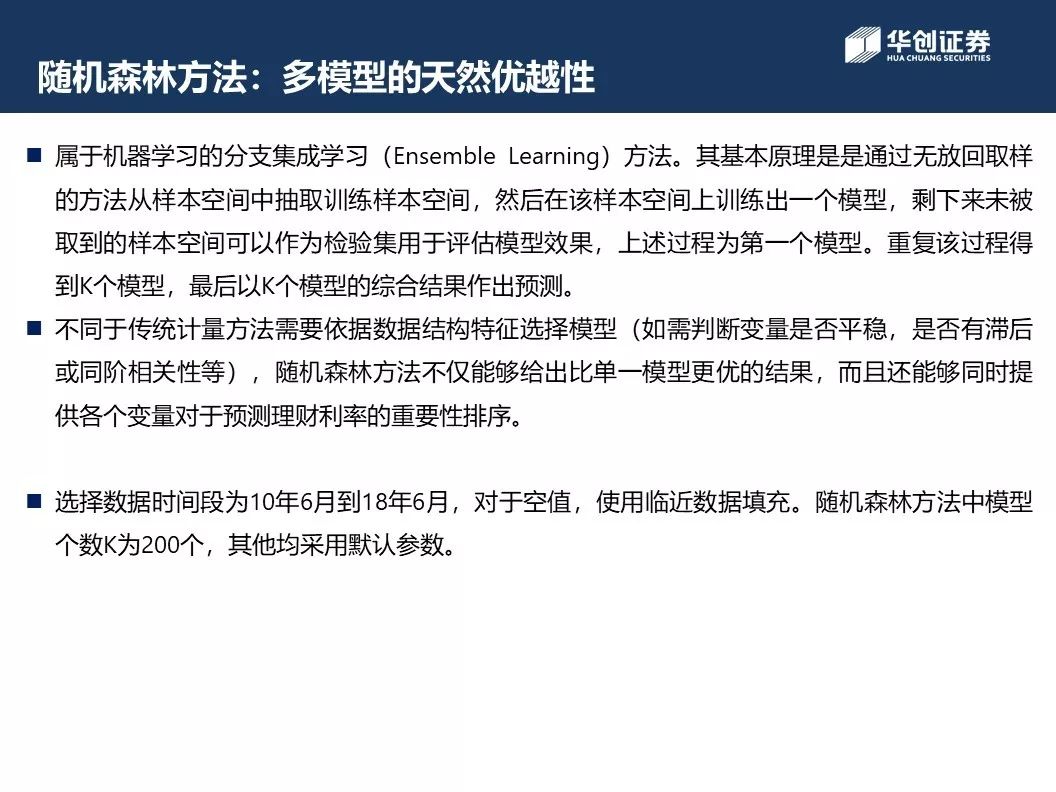 华创证券
HUA CHUANG SECURITIES
随机森林方法：多模型的天然优越性
属于机器学习的分支集成学习（Ensemble Learning）方法。其基本原理是是通过无放回取样
的方法从样本空间中抽取训练样本空间，然后在该样本空间上训练出一个模型，剩下来未被
取到的样本空间可以作为检验集用于评估模型效果，上述过程为第一个模型。重复该过程得
到K个模型，最后以K个模型的综合结果作出预测。
不同于传统计量方法需要依据数据结构特征选择模型（如需判断变量是否平稳，是否有滞后
或同阶相关性等），随机森林方法不仅能够给出比单一模型更优的结果，而且还能够同时提
供各个变量对于预测理财利率的重要性排序。
选择数据时间段为10年6月到18年6月，对于空值，使用临近数据填充。随机森林方法中模型
个数K为200个，其他均采用默认参数。